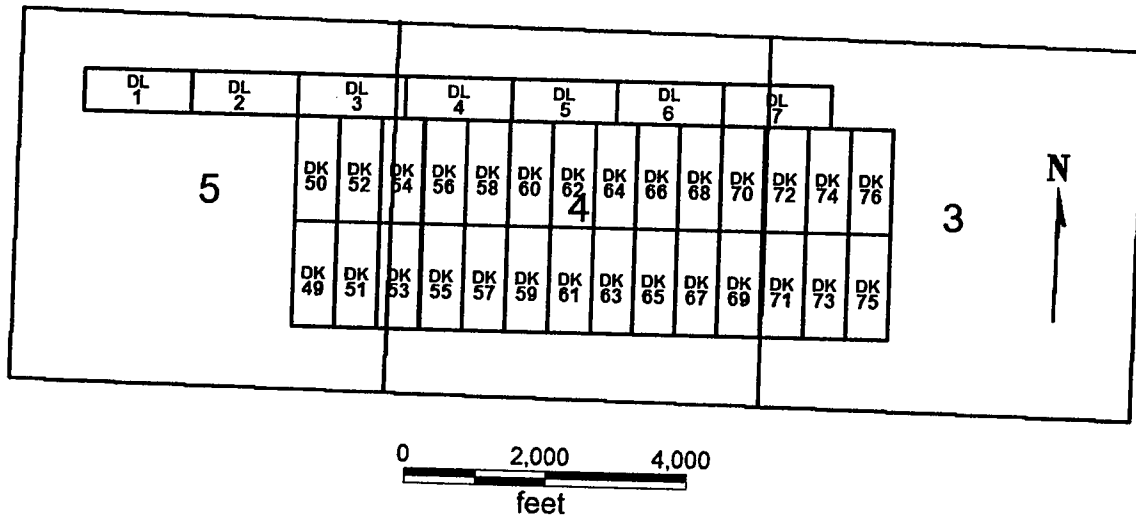 DL
1
DL
2
DL
3
DL
4
DL
5
DL
6
DL
7
DK
50
DK
52
DK
54
DK
56
DK
58
DK
60
DK
62
DK
64
DK
66
DK
68
DK
70
DK
72
DK
74
DK
76
5
4
3
N
DK
49
DK
51
DK
53
DK
55
DK
57
DK
59
DK
61
DK
63
DK
65
DK
67
DK
69
DK
71
DK
73
DK
75
0 2,000 4,000
feet